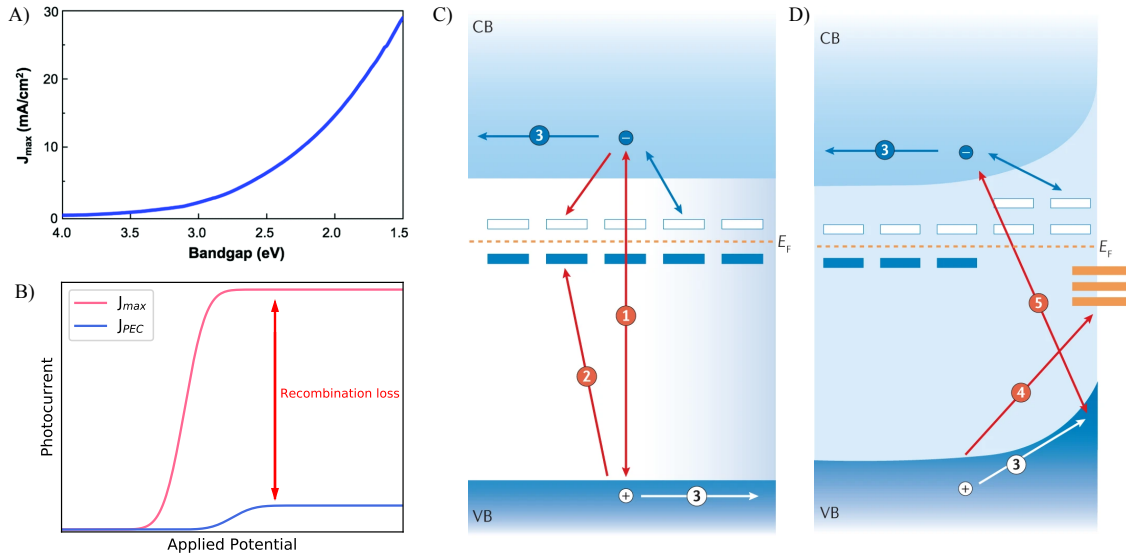 A)
30
20
10
0
J_max (mA/cm²)
4.0 3.5 3.0 2.5 2.0 1.5
Bandgap (eV)
B)
J_max
J_PEC
Recombination loss
Photocurrent
Applied Potential
C)
CB
3
−
E_F
1
2
+
3
VB
D)
CB
3
−
E_F
5
4
3
+
VB